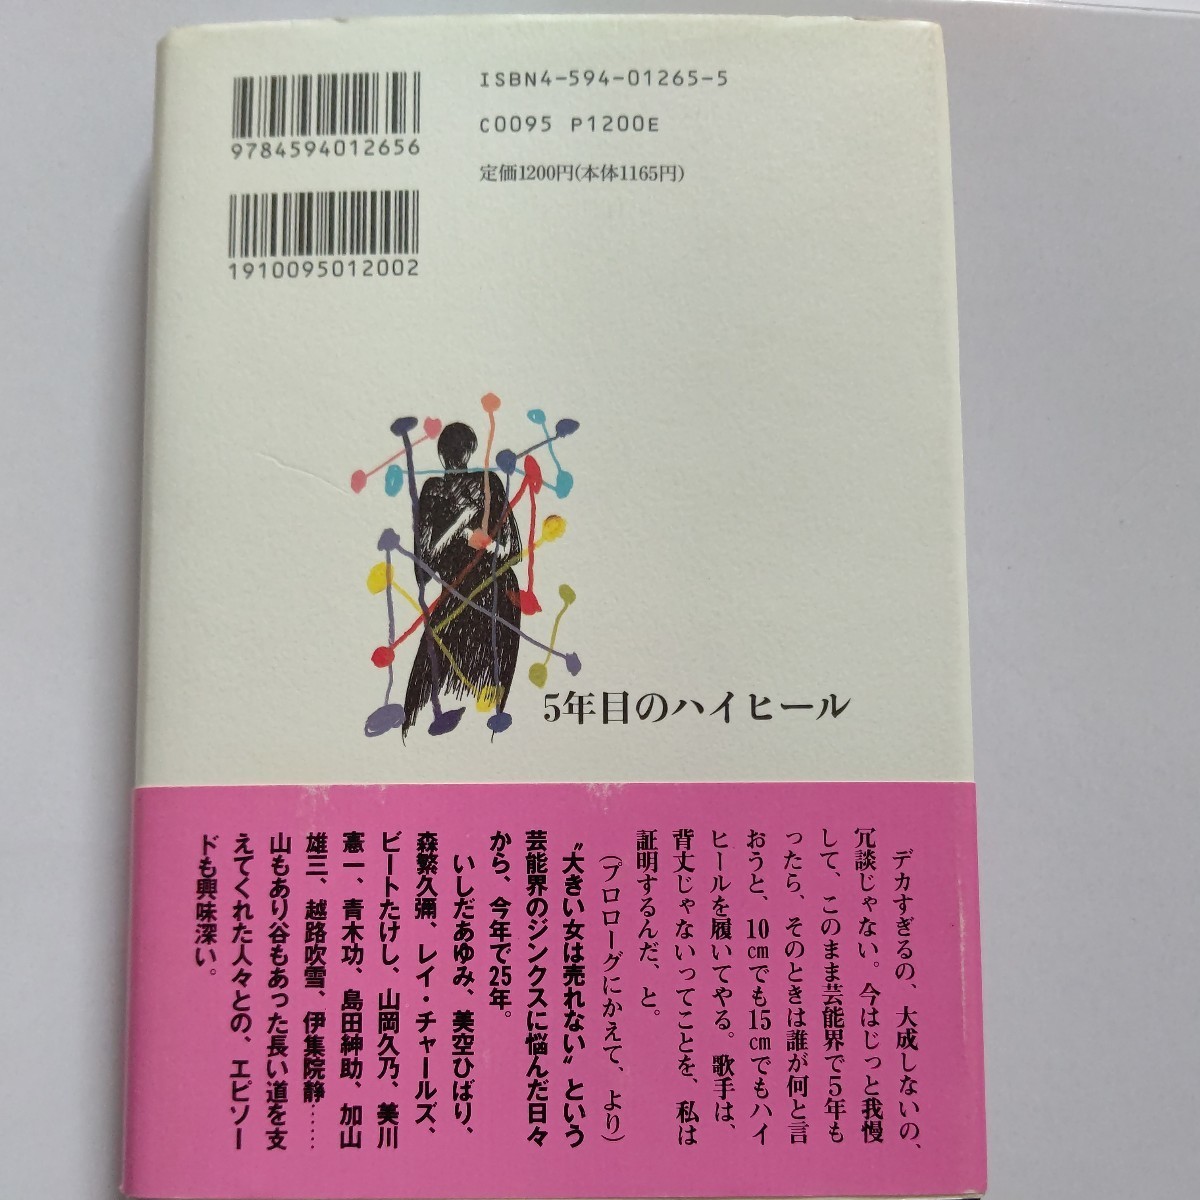 ISBN4-594-01265-5
C0095 P1200E
定価1200円(本体1165円)
9784594012656
1910095012002
5年目のハイヒール
デカすぎるの、大成しないの、
冗談じゃない。今はじっと我慢
して、このまま芸能界で5年も
ったら、そのときは誰が何と言
おうと、10cmでも15cmでもハイ
ヒールを履いてやる。歌手は、
背丈じゃないってことを、私は
証明するんだ、と。
(プロローグにかえて、より)
〝大きい女は売れない〟という
芸能界のジンクスに悩んだ日々
から、今年で25年。
いしだあゆみ、美空ひばり、
森繁久彌、レイ・チャールズ、
ビートたけし、山岡久乃、美川
憲一、青木功、島田紳助、加山
雄三、越路吹雪、伊集院静……
山もあり谷もあった長い道を支
えてくれた人々との、エピソー
ドも興味深い。